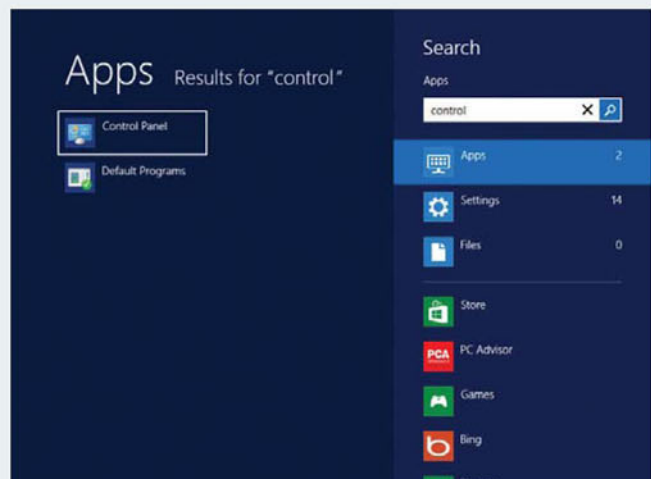 Apps Results for "control"
Control Panel
Default Programs
Search
Apps
control
Apps 2
Settings 14
Files 0
Store
PCA PC Advisor
Games
Bing